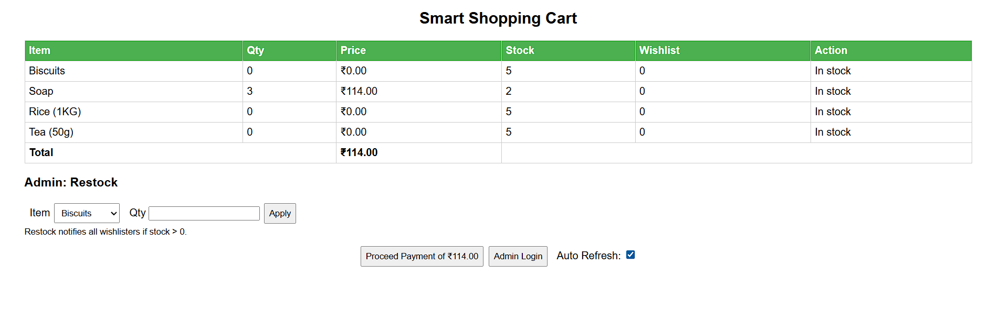 Smart Shopping Cart
Item Qty Price Stock Wishlist Action
Biscuits 0 ₹0.00 5 0 In stock
Soap 3 ₹114.00 2 0 In stock
Rice (1KG) 0 ₹0.00 5 0 In stock
Tea (50g) 0 ₹0.00 5 0 In stock
Total ₹114.00
Admin: Restock
Item Biscuits Qty Apply
Restock notifies all wishlisters if stock > 0.
Proceed Payment of ₹114.00 Admin Login Auto Refresh: